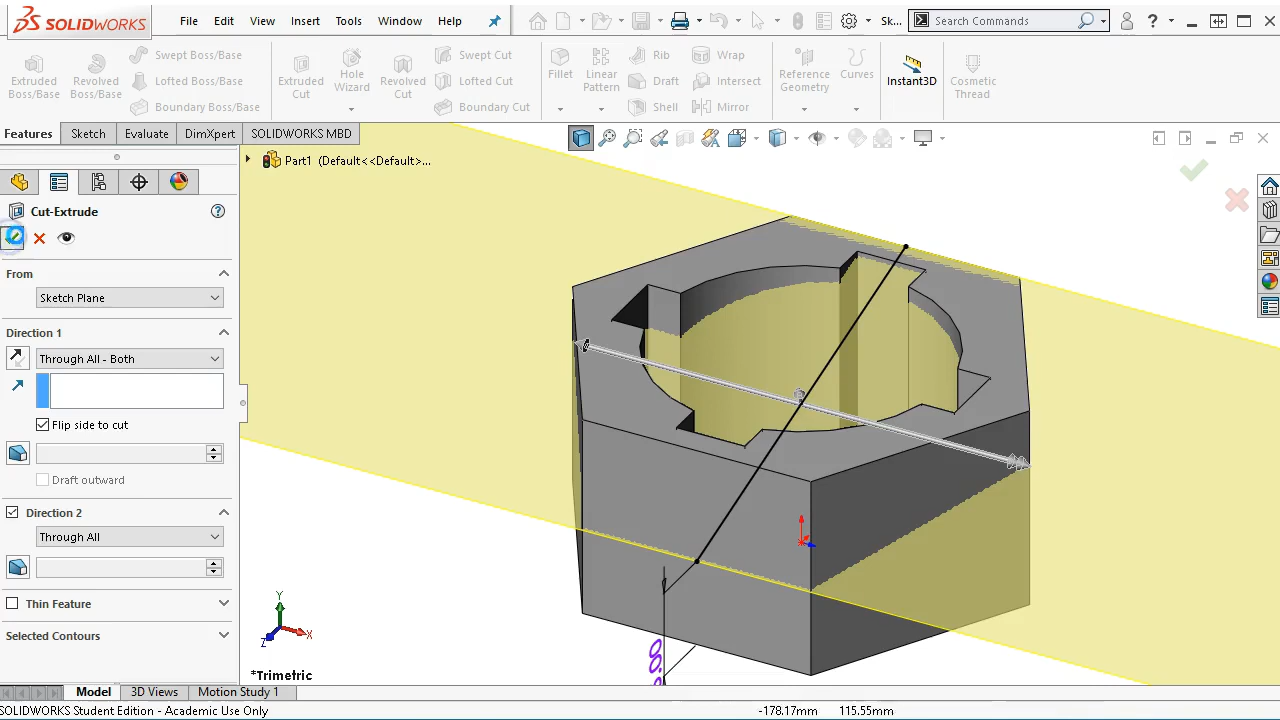 SOLIDWORKS
File Edit View Insert Tools Window Help
Sk...
Search Commands
Extruded Boss/Base
Revolved Boss/Base
Swept Boss/Base
Lofted Boss/Base
Boundary Boss/Base
Extruded Cut
Hole Wizard
Revolved Cut
Swept Cut
Lofted Cut
Boundary Cut
Fillet
Linear Pattern
Rib
Draft
Shell
Wrap
Intersect
Mirror
Reference Geometry
Curves
Instant3D
Cosmetic Thread
Features Sketch Evaluate DimXpert SOLIDWORKS MBD
Part1 (Default<<Default>...
Cut-Extrude
From
Sketch Plane
Direction 1
Through All - Both
Flip side to cut
Draft outward
Direction 2
Through All
Thin Feature
Selected Contours
Y
X
Z
*Trimetric
Model 3D Views Motion Study 1
SOLIDWORKS Student Edition - Academic Use Only
-178.17mm 115.55mm